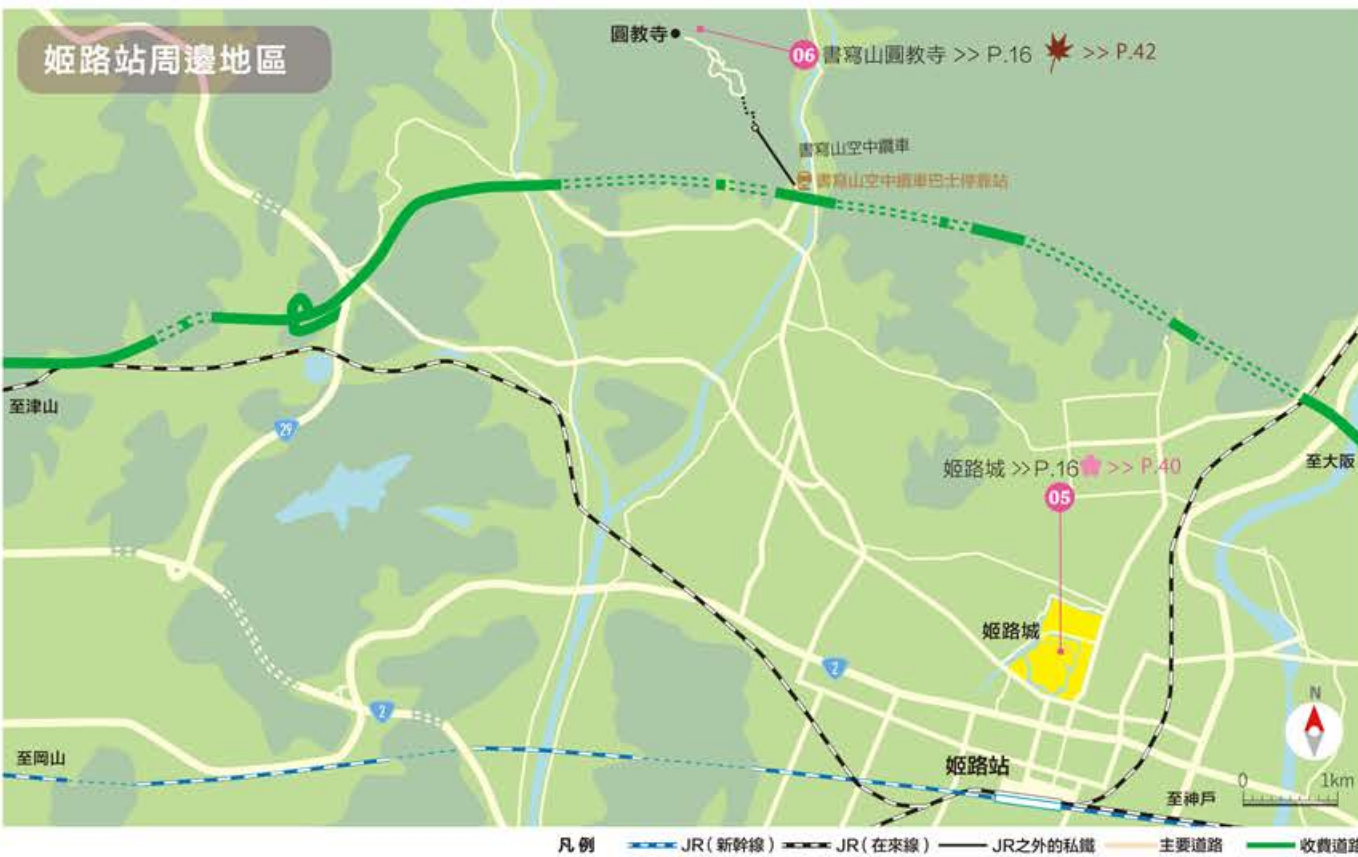 姬路站周邊地區
圓教寺
06 書寫山圓教寺 >> P.16 >> P.42
書寫山空中纜車
書寫山空中纜車巴士停靠站
至津山
29
姬路城 >>P.16 >> P.40
至大阪
05
姬路城
2
2
N
至岡山
姬路站
0 1km
至神戶
凡例 JR(新幹線) JR(在來線) JR之外的私鐵 主要道路 收費道路